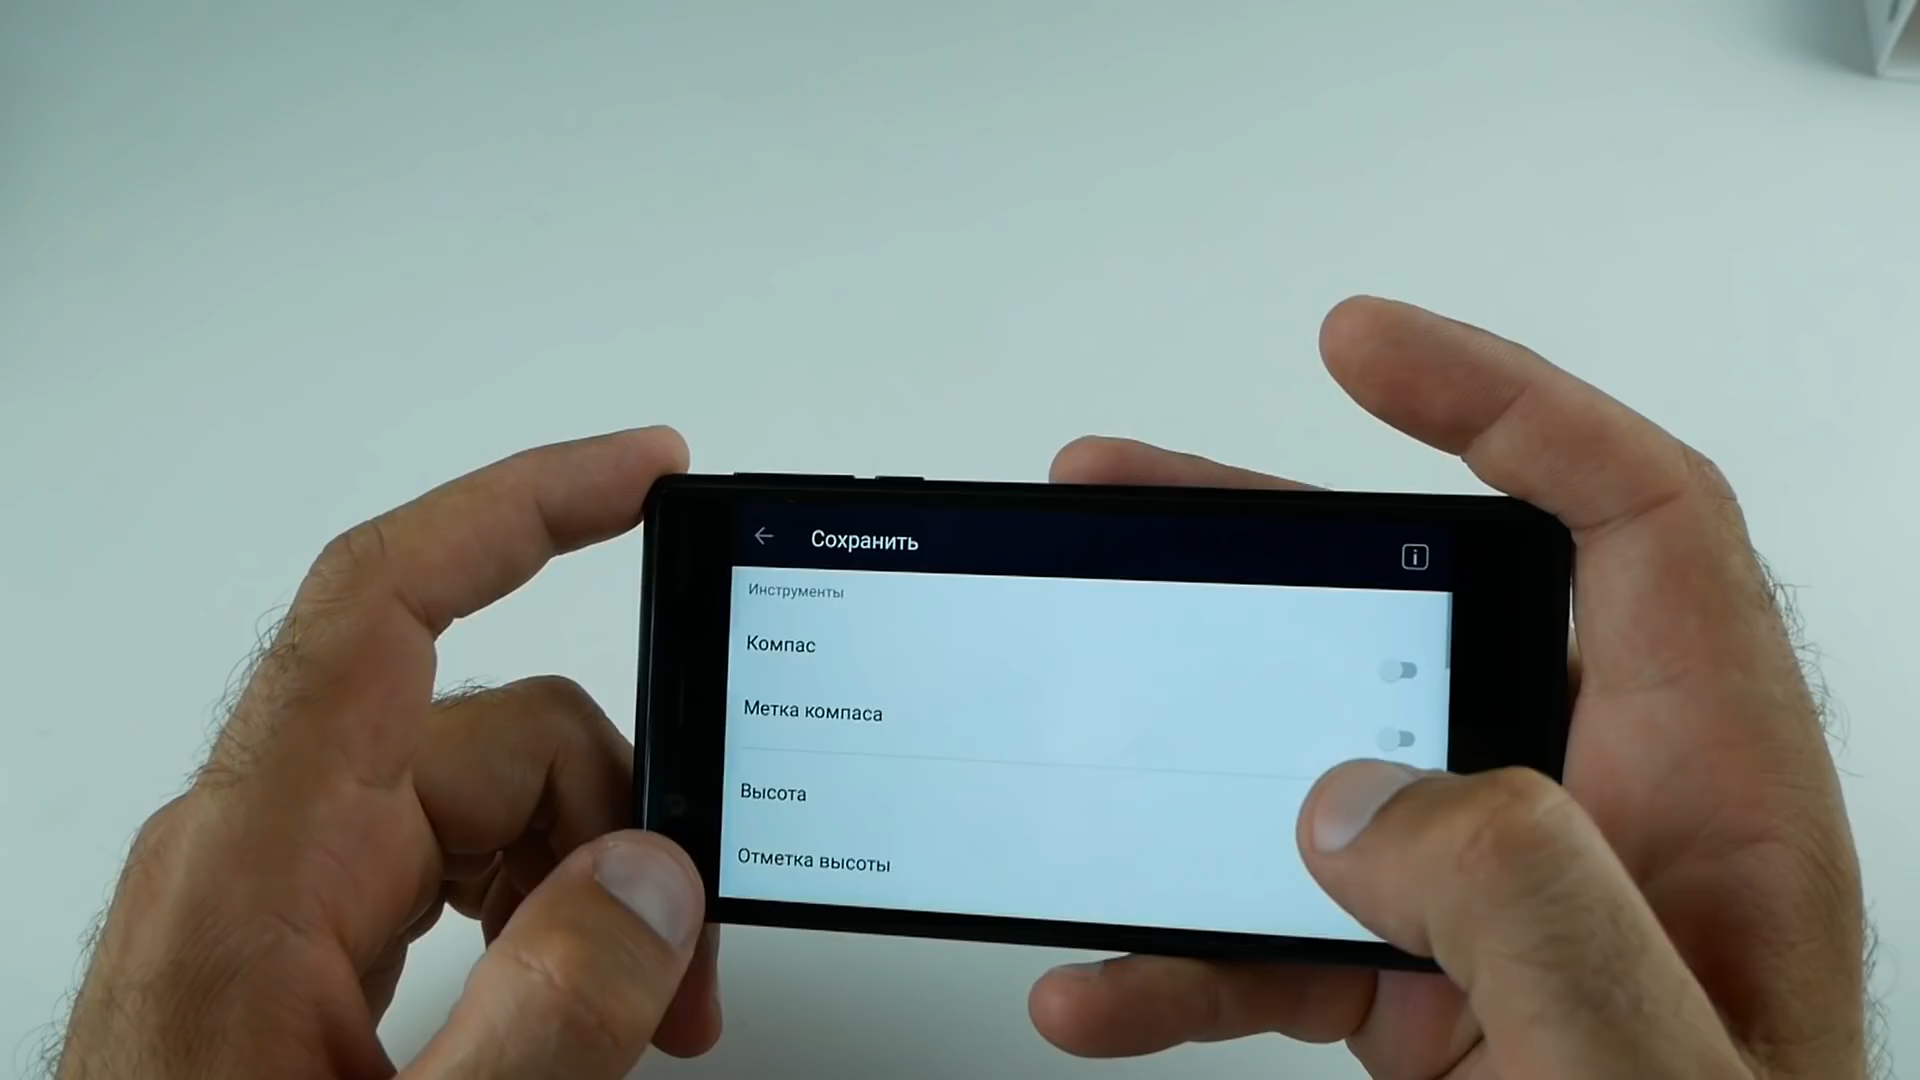 Сохранить
Инструменты
Компас
Метка компаса
Высота
Отметка высоты